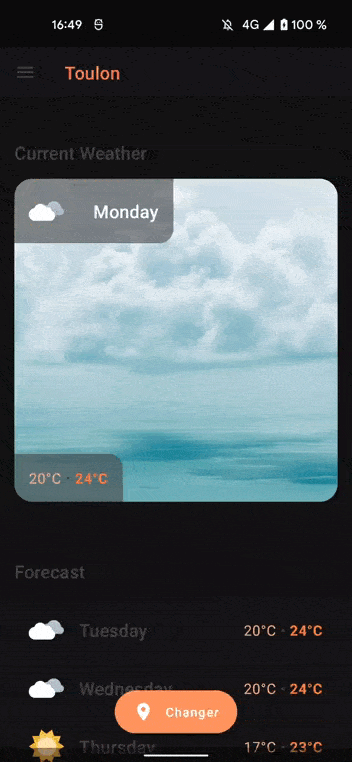 16:49 4G 100 %
Toulon
Current Weather
Monday
20°C · 24°C
Forecast
Tuesday 20°C · 24°C
Wednesday 20°C · 24°C
Changer
Thursday 17°C · 23°C